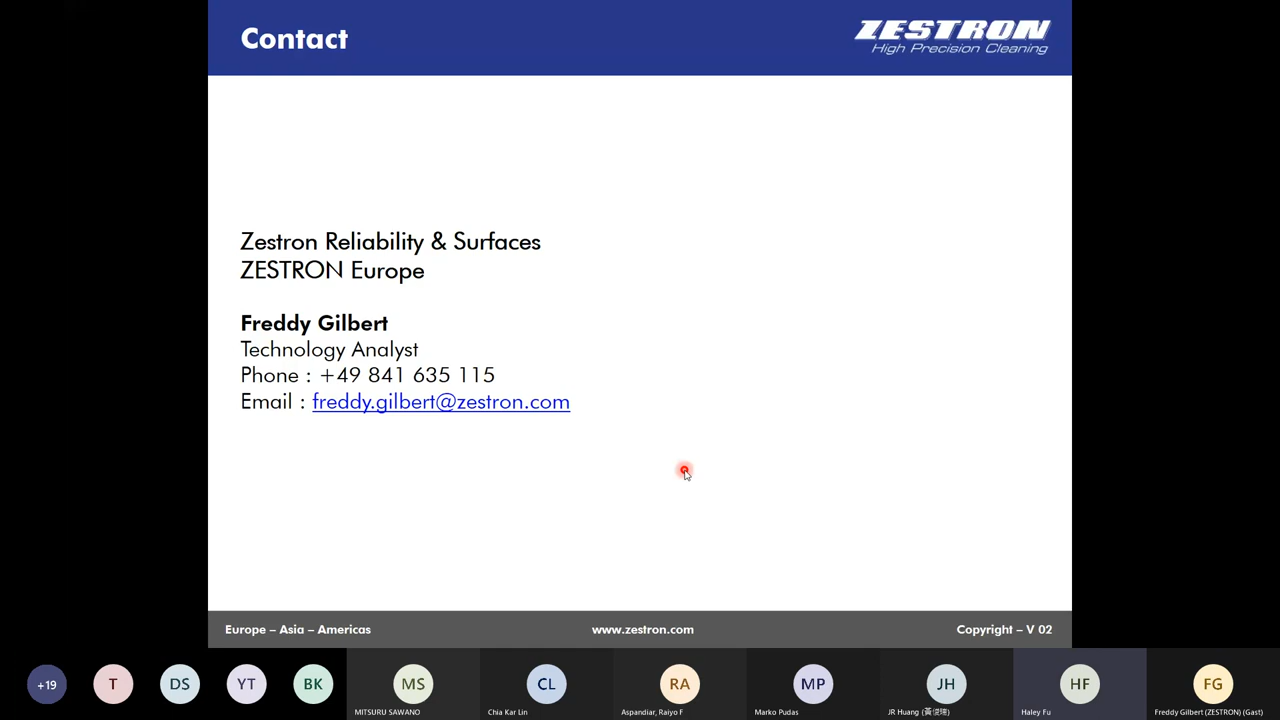 Contact
ZESTRON
High Precision Cleaning
Zestron Reliability & Surfaces
ZESTRON Europe
Freddy Gilbert
Technology Analyst
Phone : +49 841 635 115
Email : freddy.gilbert@zestron.com
Europe – Asia – Americas
www.zestron.com
Copyright – V 02
+19
T
DS
YT
BK
MS
CL
RA
MP
JH
HF
FG
MITSURU SAWANO
Chia Kar Lin
Aspandiar, Raiyo F
Marko Pudas
JR Huang (黃俊陽)
Haley Fu
Freddy Gilbert (ZESTRON) (Gast)